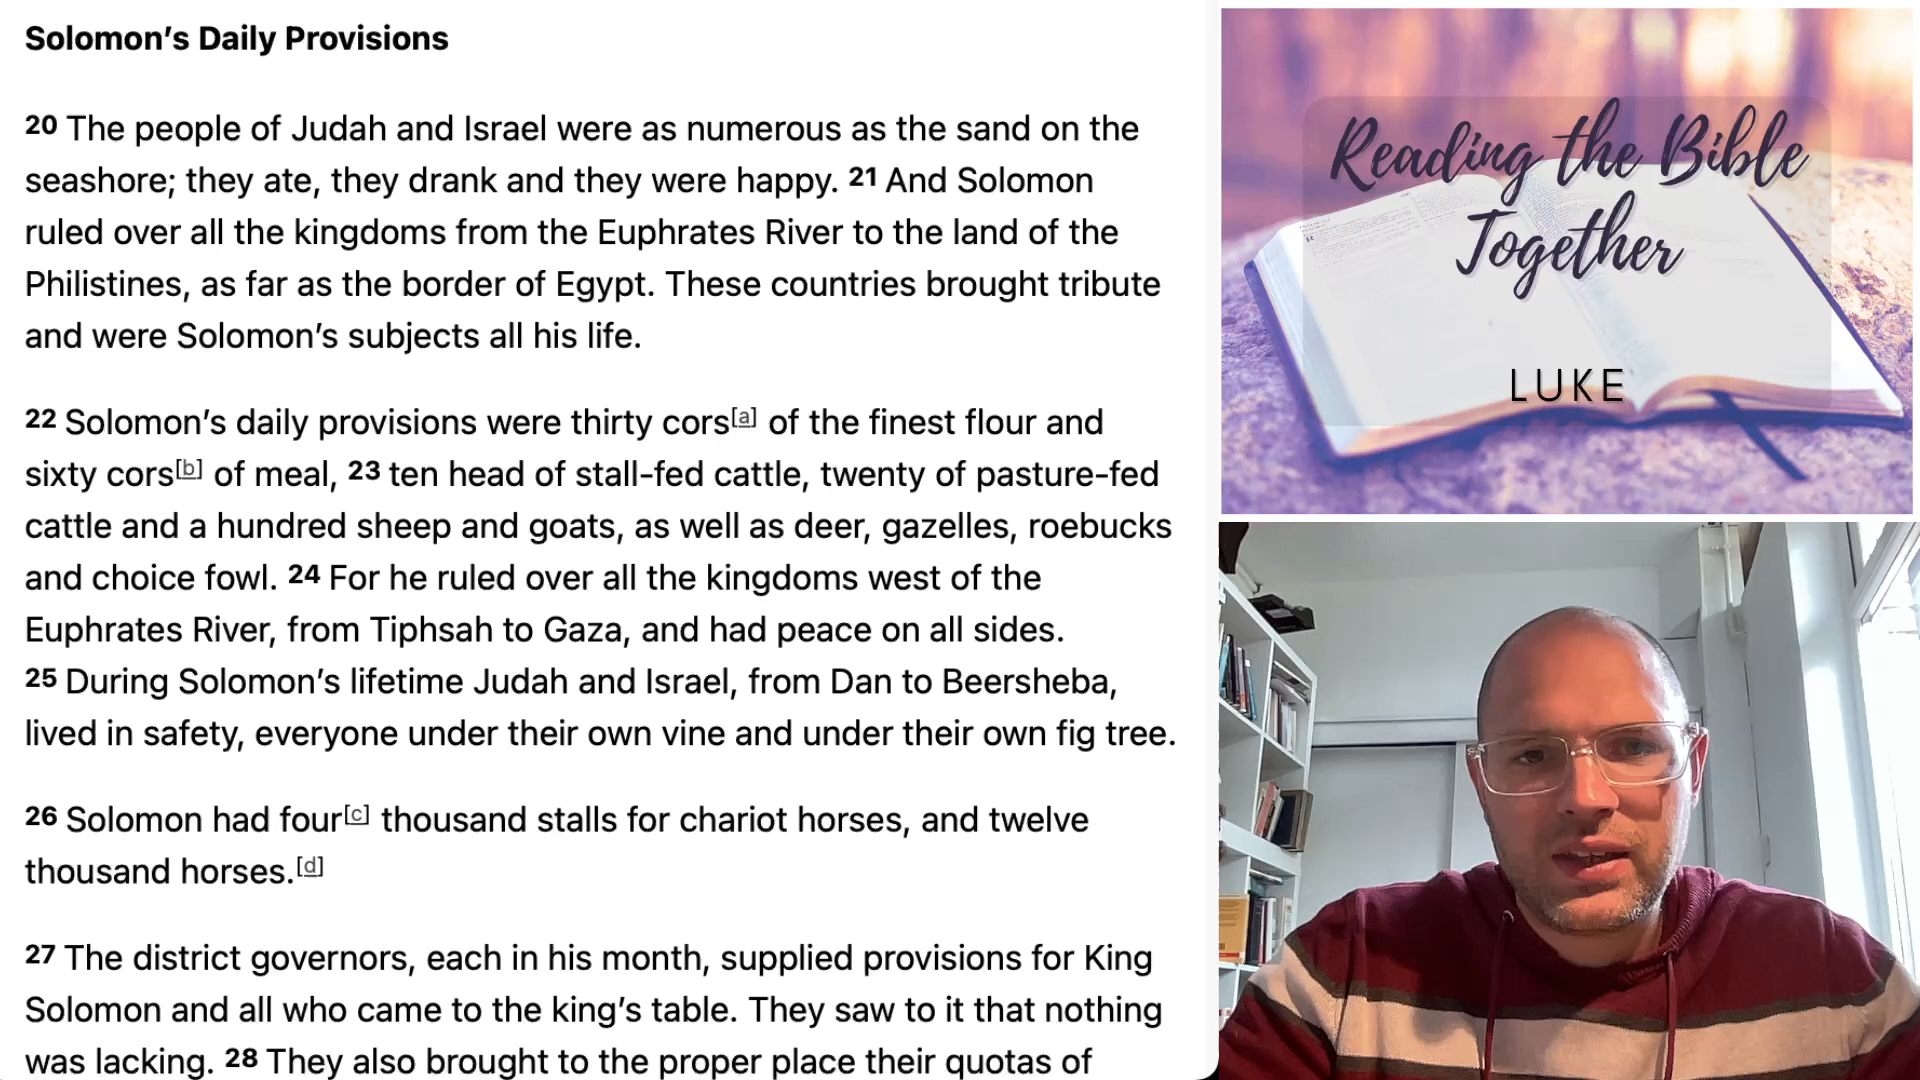 Solomon’s Daily Provisions
20 The people of Judah and Israel were as numerous as the sand on the
seashore; they ate, they drank and they were happy. 21 And Solomon
ruled over all the kingdoms from the Euphrates River to the land of the
Philistines, as far as the border of Egypt. These countries brought tribute
and were Solomon’s subjects all his life.
22 Solomon’s daily provisions were thirty cors[a] of the finest flour and
sixty cors[b] of meal, 23 ten head of stall-fed cattle, twenty of pasture-fed
cattle and a hundred sheep and goats, as well as deer, gazelles, roebucks
and choice fowl. 24 For he ruled over all the kingdoms west of the
Euphrates River, from Tiphsah to Gaza, and had peace on all sides.
25 During Solomon’s lifetime Judah and Israel, from Dan to Beersheba,
lived in safety, everyone under their own vine and under their own fig tree.
26 Solomon had four[c] thousand stalls for chariot horses, and twelve
thousand horses.[d]
27 The district governors, each in his month, supplied provisions for King
Solomon and all who came to the king’s table. They saw to it that nothing
was lacking. 28 They also brought to the proper place their quotas of
Reading the Bible
Together
LUKE